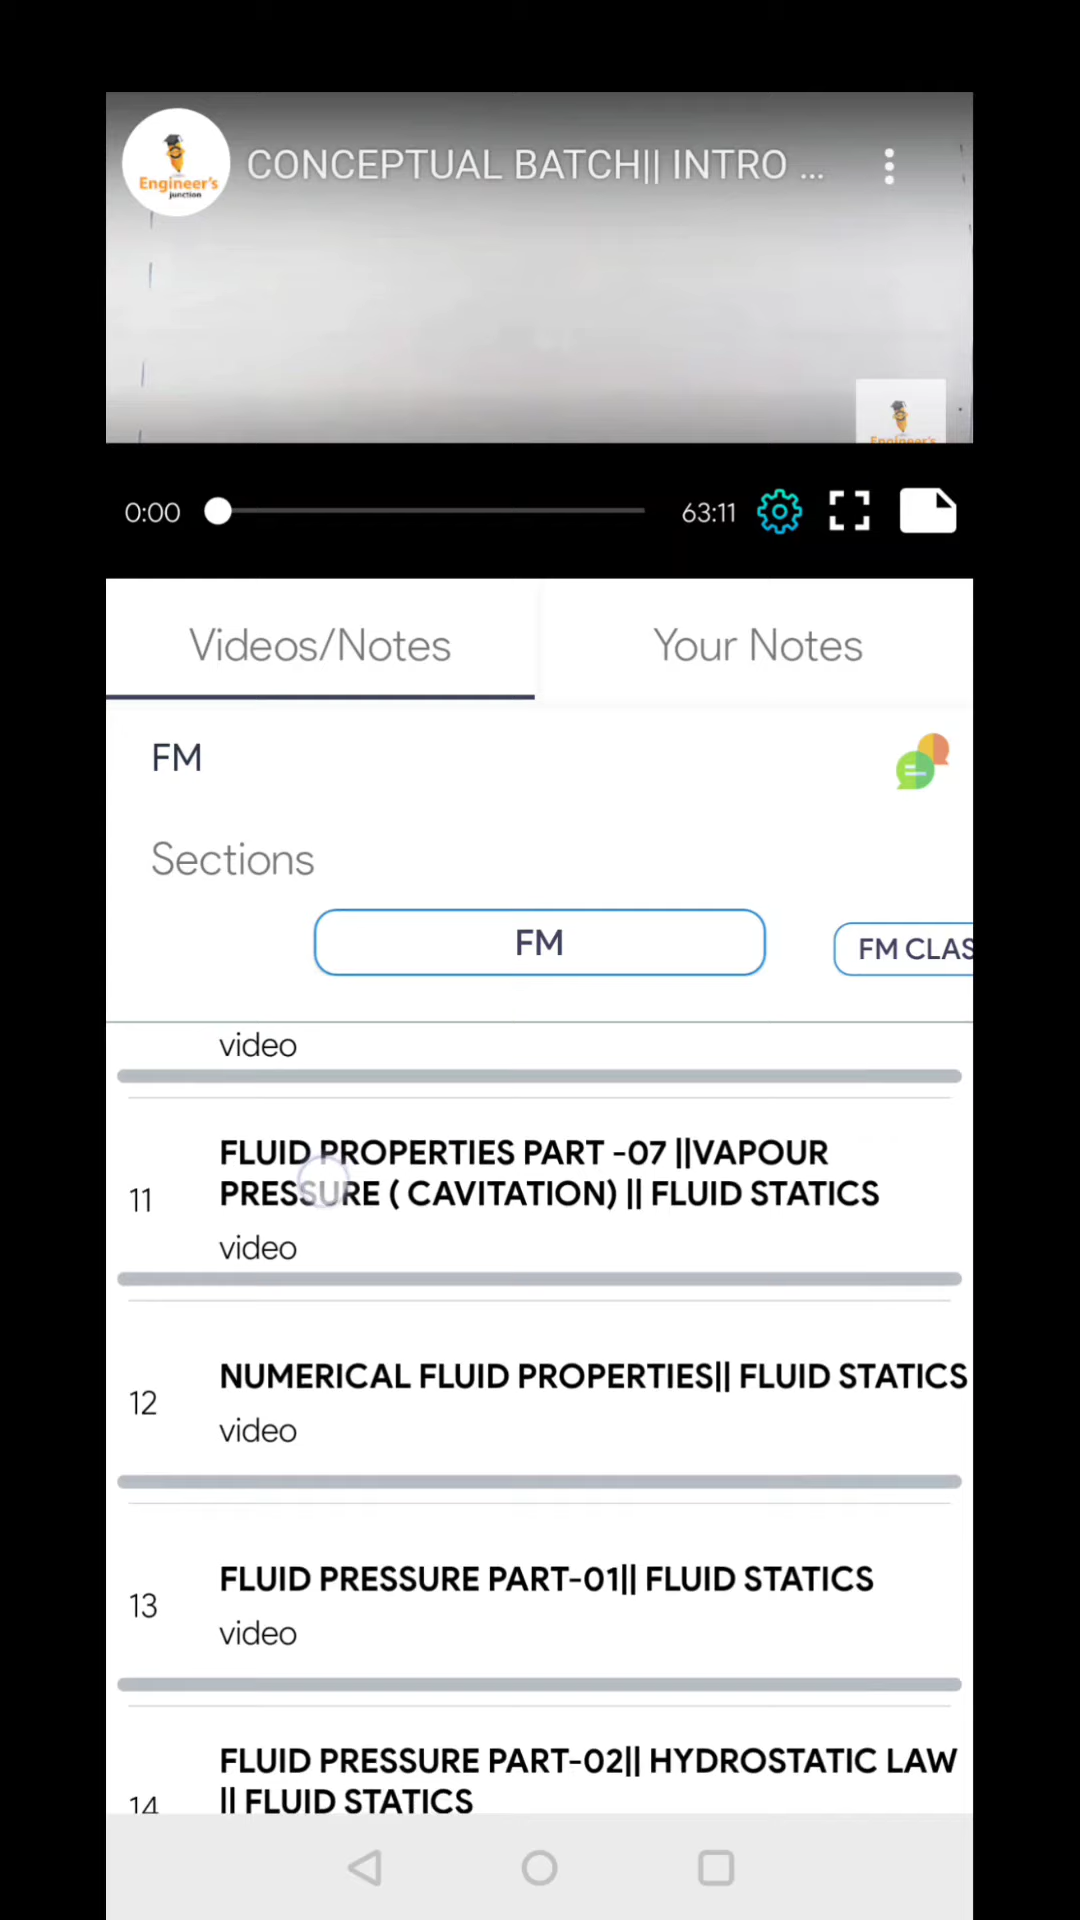 Engineer's
junction
CONCEPTUAL BATCH|| INTRO ...
Engineer's
0:00
63:11
Videos/Notes
Your Notes
FM
Sections
FM
FM CLAS
video
11
FLUID PROPERTIES PART -07 ||VAPOUR
PRESSURE ( CAVITATION) || FLUID STATICS
video
12
NUMERICAL FLUID PROPERTIES|| FLUID STATICS
video
13
FLUID PRESSURE PART-01|| FLUID STATICS
video
14
FLUID PRESSURE PART-02|| HYDROSTATIC LAW
|| FLUID STATICS